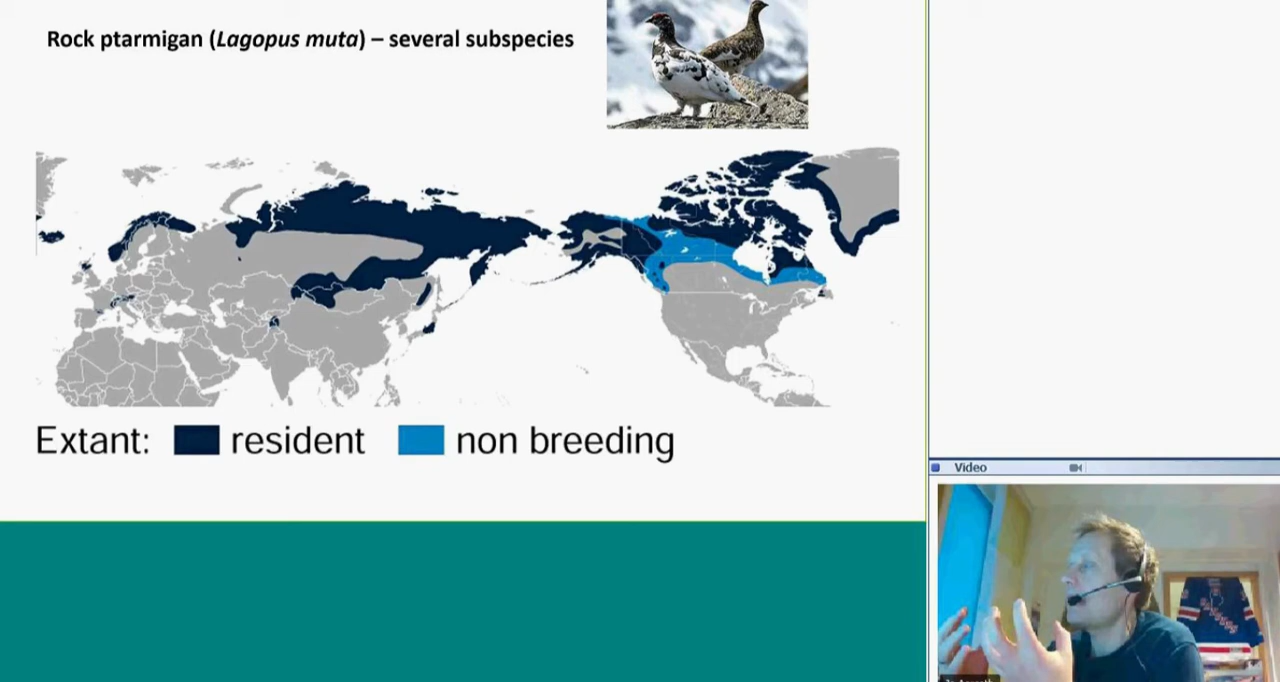 Rock ptarmigan (Lagopus muta) – several subspecies
Extant: resident non breeding
Video